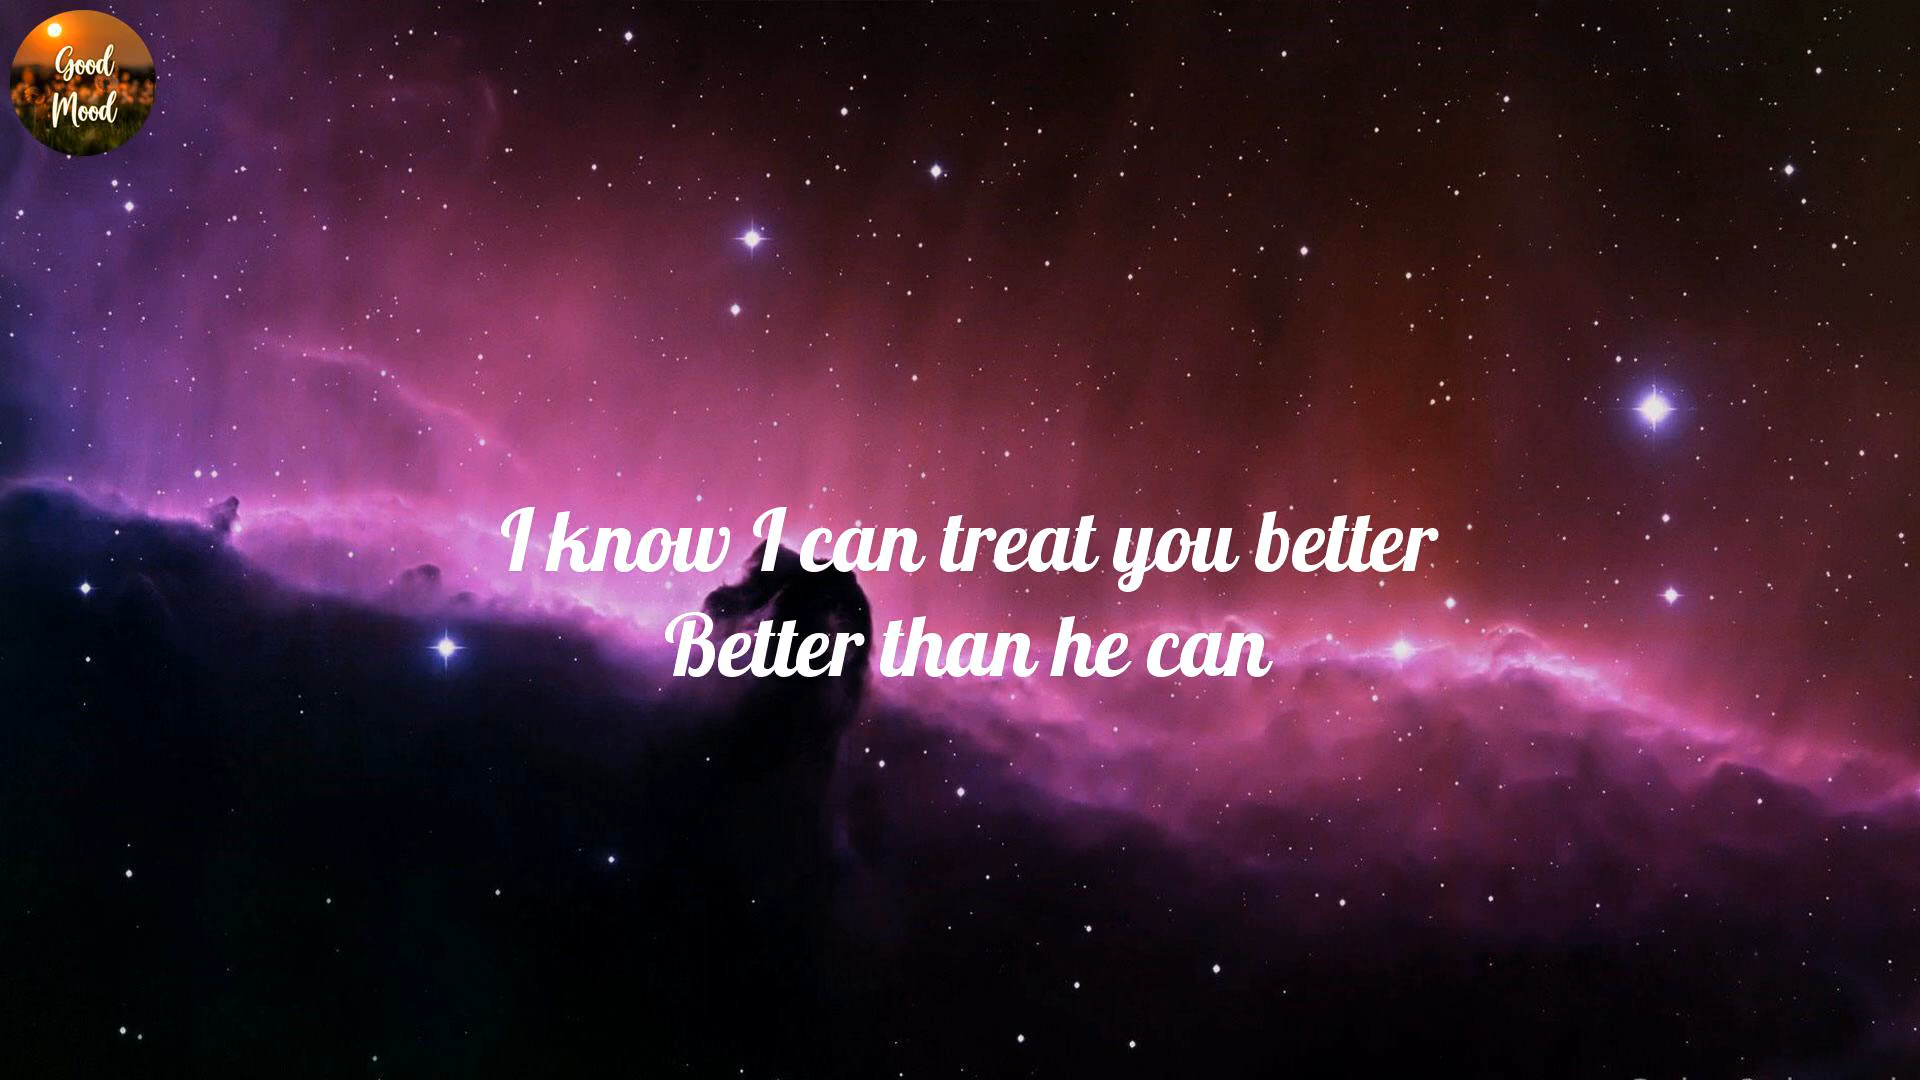 Good
Mood
I know I can treat you better
Better than he can